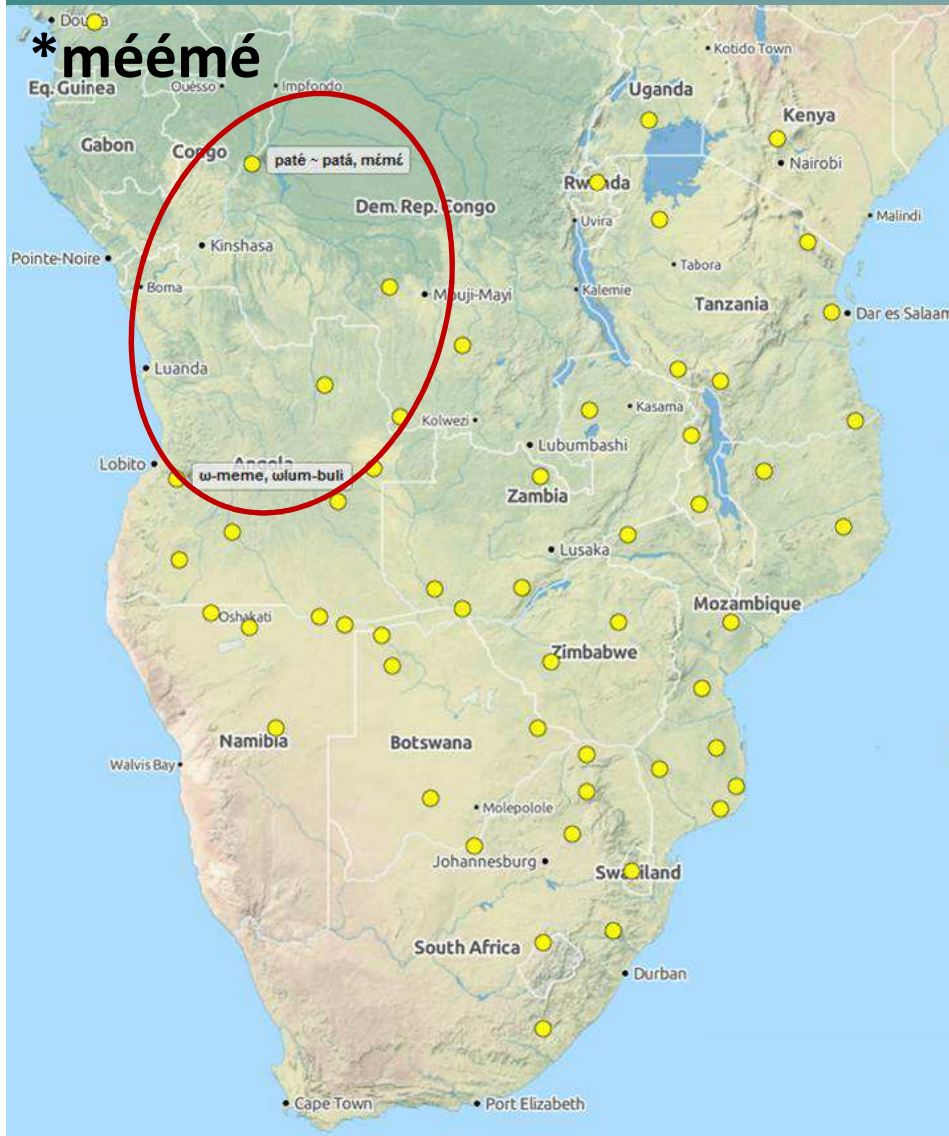 Douala
*méémé
Kotido Town
Eq. Guinea
Ouésso
Impfondo
Uganda
Gabon
Congo
Kenya
paté ~ patá, mɛ́mɛ́
Nairobi
Rwanda
Dem. Rep. Congo
Uvira
Malindi
Kinshasa
Pointe-Noire
Tabora
Boma
Mbuji-Mayi
Kalemie
Tanzania
Dar es Salaam
Luanda
Kolwezi
Kasama
Lubumbashi
Lobito
Angola
ω-meme, ωlum-buli
Zambia
Lusaka
Mozambique
Oshakati
Zimbabwe
Namibia
Botswana
Walvis Bay
Molepolole
Johannesburg
Swaziland
South Africa
Durban
Cape Town
Port Elizabeth